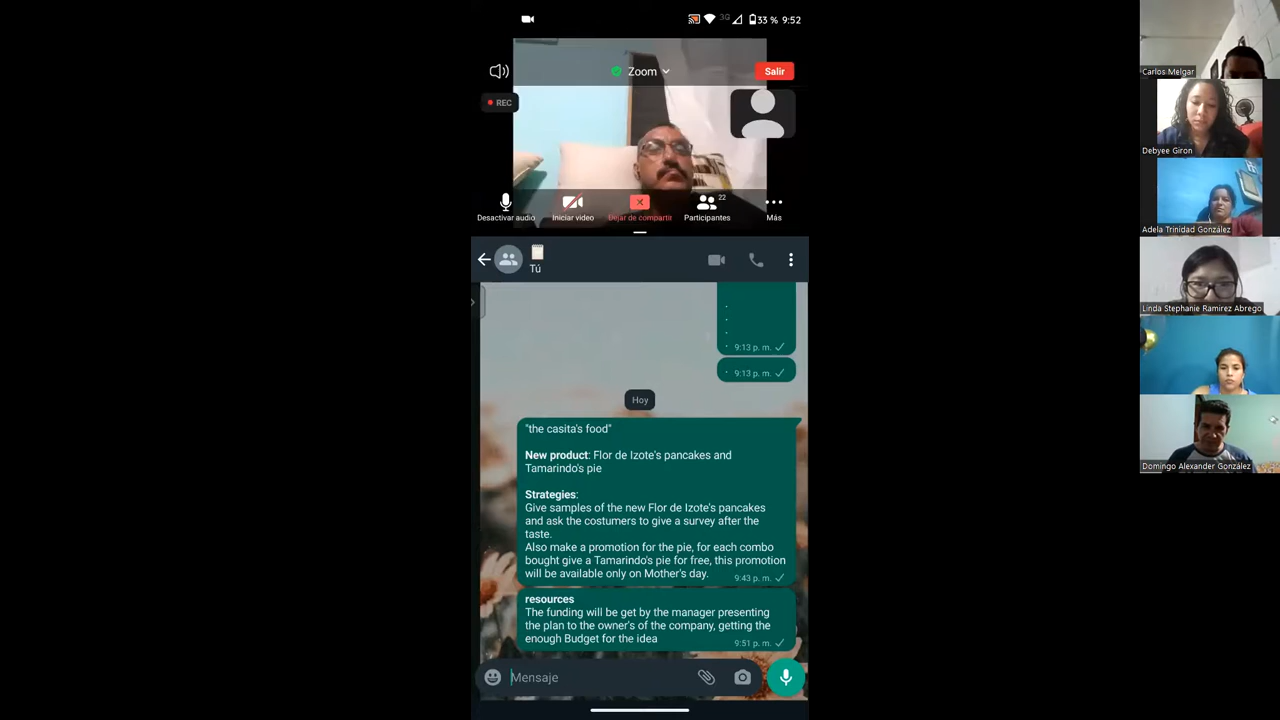 3G 33 % 9:52
Zoom
Salir
REC
22
Desactivar audio
Iniciar video
Dejar de compartir
Participantes
Más
Tú
9:13 p. m.
9:13 p. m.
Hoy
"the casita's food"
New product: Flor de Izote's pancakes and
Tamarindo's pie
Strategies:
Give samples of the new Flor de Izote's pancakes
and ask the costumers to give a survey after the
taste.
Also make a promotion for the pie, for each combo
bought give a Tamarindo's pie for free, this promotion
will be available only on Mother's day.
9:43 p. m.
resources
The funding will be get by the manager presenting
the plan to the owner's of the company, getting the
enough Budget for the idea
9:51 p. m.
Mensaje
Carlos Melgar
Debyee Giron
Adela Trinidad González
Linda Stephanie Ramirez Abrego
Domingo Alexander González